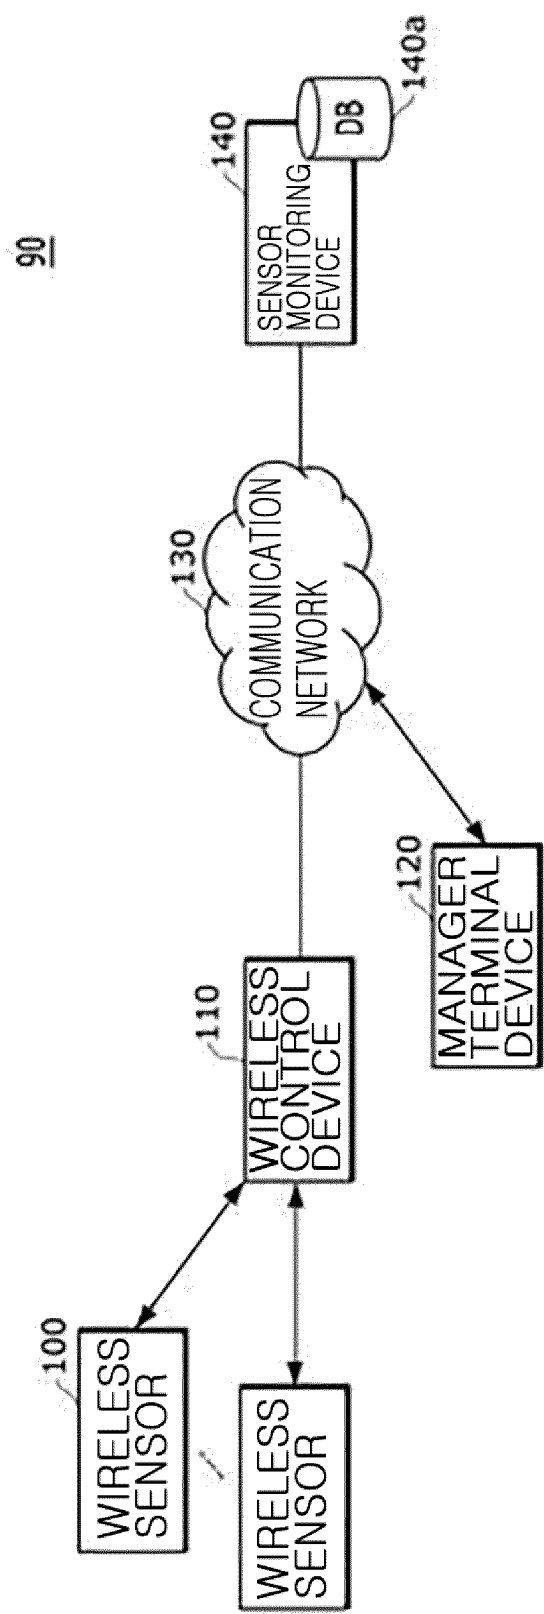 90
100
WIRELESS
SENSOR
WIRELESS
SENSOR
110
WIRELESS
CONTROL
DEVICE
120
MANAGER
TERMINAL
DEVICE
130
COMMUNICATION
NETWORK
140
SENSOR
MONITORING
DEVICE
DB
140a